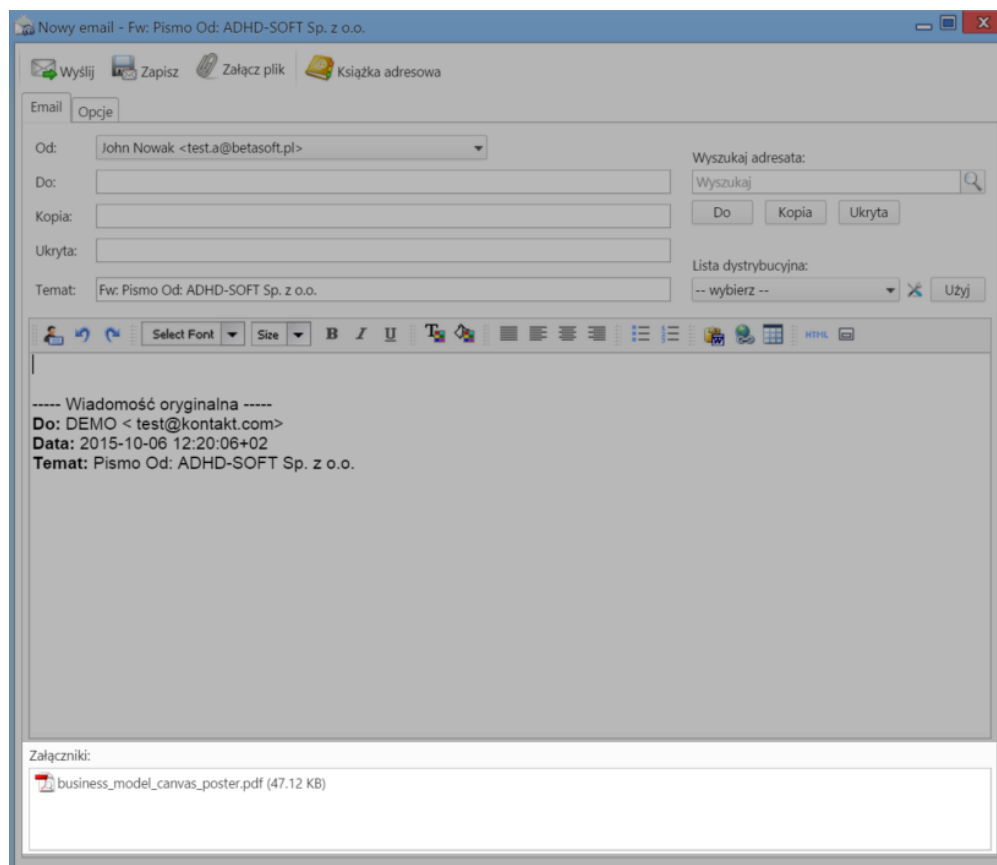 Nowy email - Fw: Pismo Od: ADHD-SOFT Sp. z o.o.
Wyślij Zapisz Załącz plik Książka adresowa
Email Opcje
Od: John Nowak <test.a@betasoft.pl>
Wyszukaj adresata:
Do: Wyszukaj
Kopia: Do Kopia Ukryta
Ukryta:
Lista dystrybucyjna:
Temat: Fw: Pismo Od: ADHD-SOFT Sp. z o.o. -- wybierz -- Użyj
Select Font Size B I U T HTML
----- Wiadomość oryginalna -----
Do: DEMO < test@kontakt.com>
Data: 2015-10-06 12:20:06+02
Temat: Pismo Od: ADHD-SOFT Sp. z o.o.
Załączniki:
business_model_canvas_poster.pdf (47.12 KB)